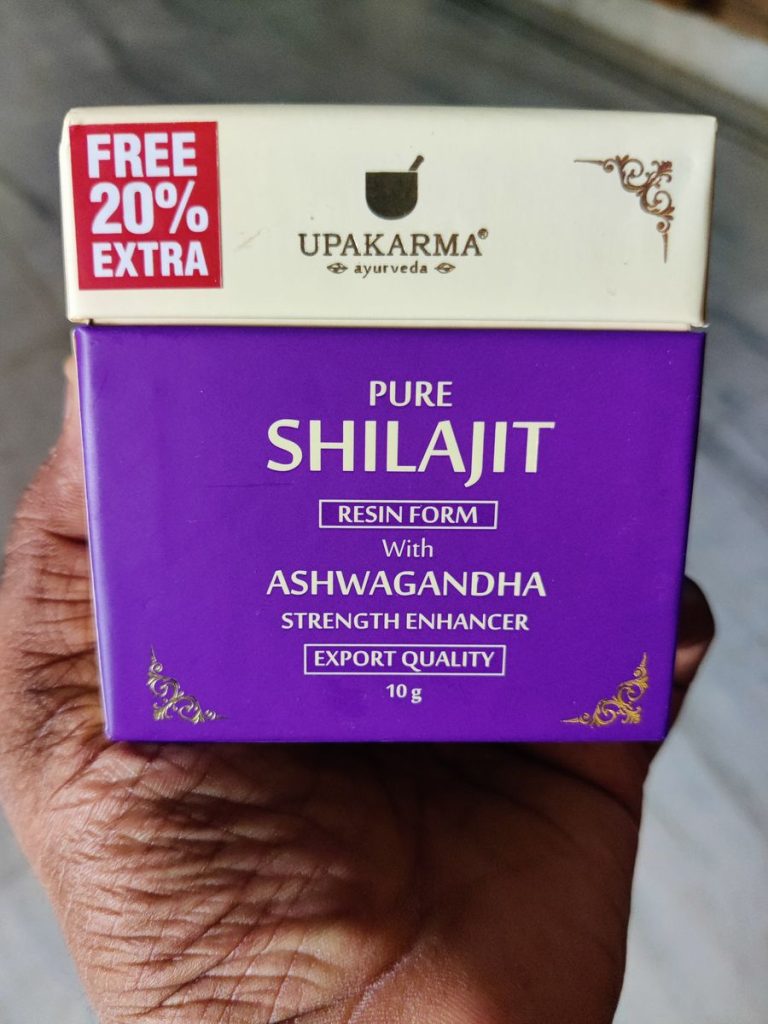 FREE
20%
EXTRA
UPAKARMA®
ayurveda
PURE
SHILAJIT
RESIN FORM
With
ASHWAGANDHA
STRENGTH ENHANCER
EXPORT QUALITY
10 g